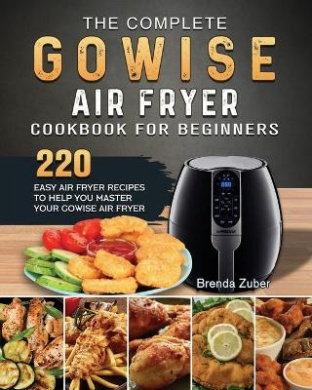 THE COMPLETE
GOWISE
AIR FRYER
COOKBOOK FOR BEGINNERS
220
EASY AIR FRYER RECIPES
TO HELP YOU MASTER
YOUR GOWISE AIR FRYER
Brenda Zuber